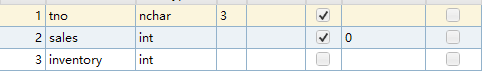 1 tno nchar 3
2 sales int 0
3 inventory int